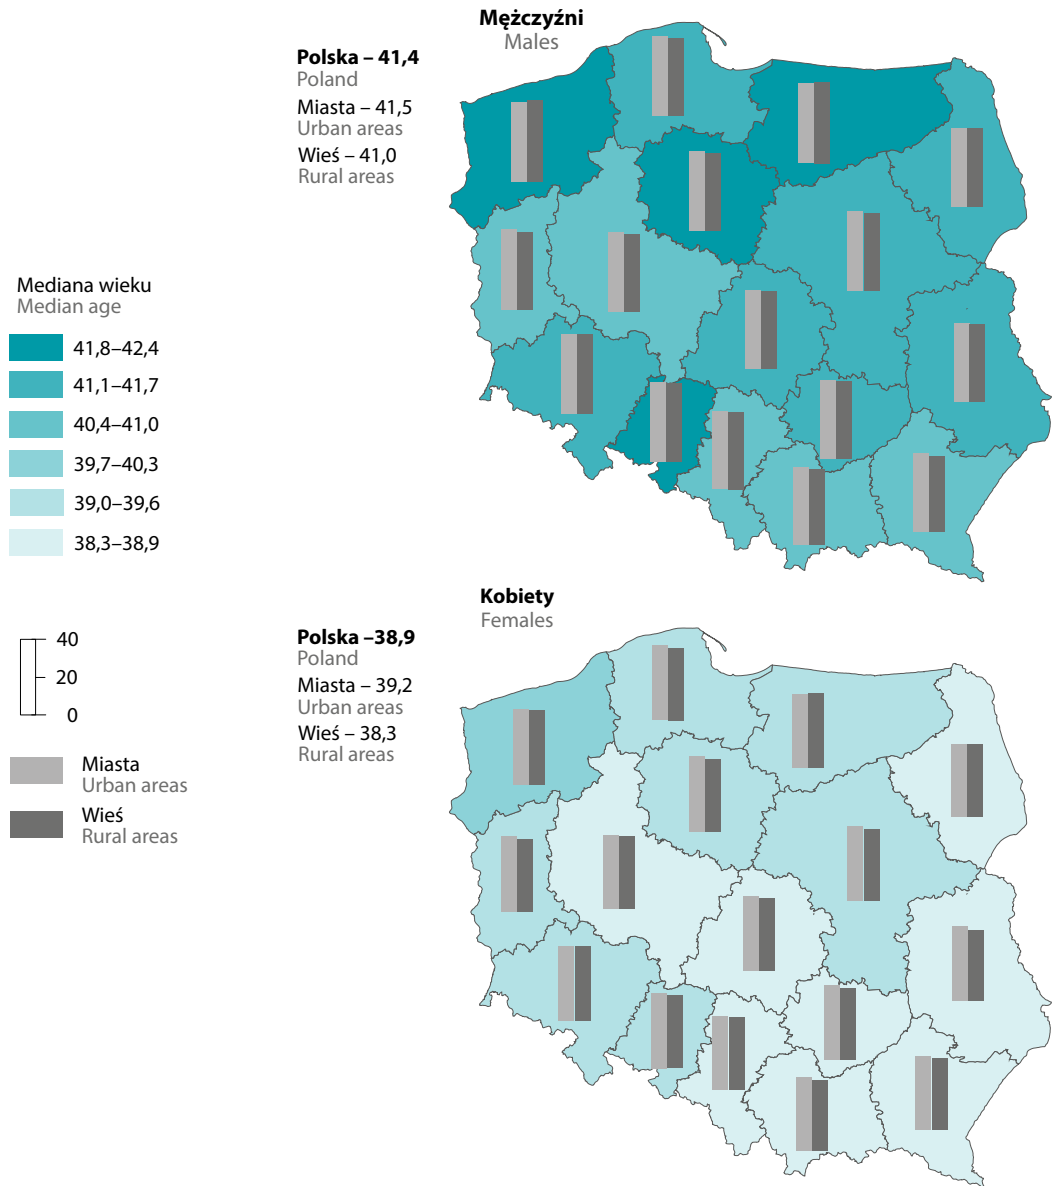 Mężczyźni
Males
Polska – 41,4
Poland
Miasta – 41,5
Urban areas
Wieś – 41,0
Rural areas
Mediana wieku
Median age
41,8–42,4
41,1–41,7
40,4–41,0
39,7–40,3
39,0–39,6
38,3–38,9
Kobiety
Females
Polska –38,9
Poland
Miasta – 39,2
Urban areas
Wieś – 38,3
Rural areas
40
20
0
Miasta
Urban areas
Wieś
Rural areas